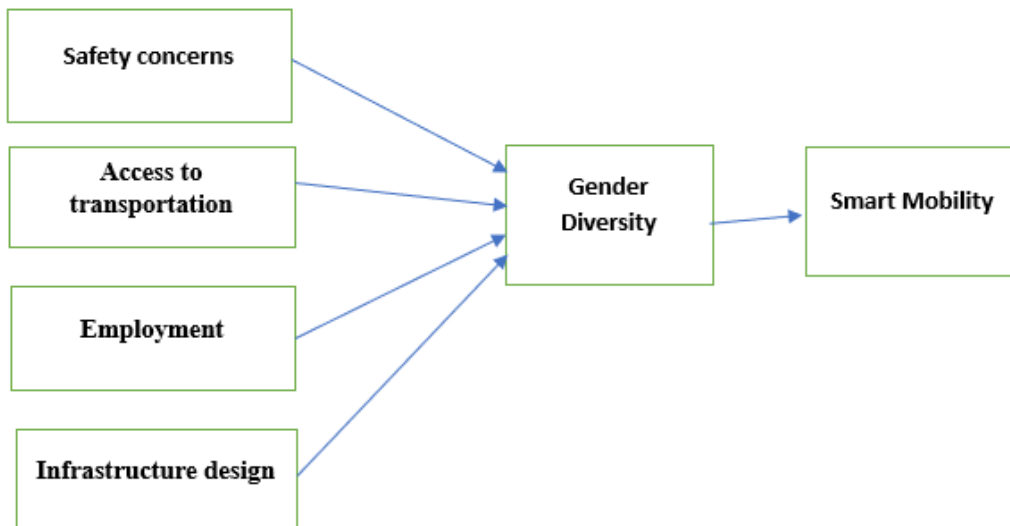 Safety concerns
Access to
transportation
Employment
Infrastructure design
Gender
Diversity
Smart Mobility